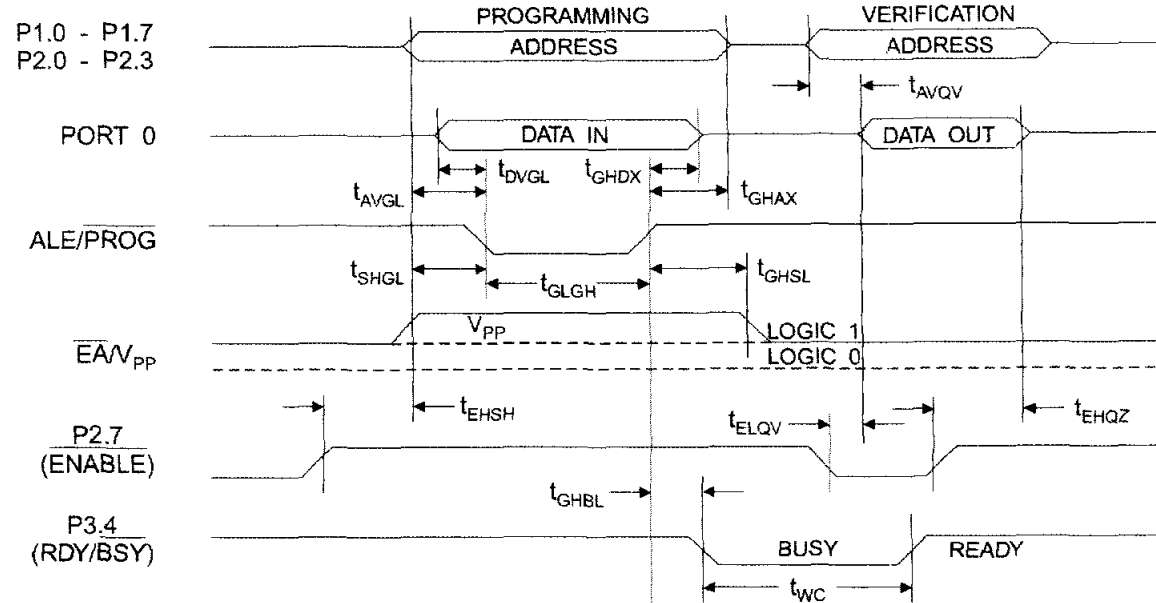 PROGRAMMING
VERIFICATION
P1.0 - P1.7
P2.0 - P2.3
ADDRESS
ADDRESS
tAVQV
PORT 0
DATA IN
DATA OUT
tDVGL
tGHDX
tAVGL
tGHAX
ALE/PROG
tSHGL
tGLGH
tGHSL
EA/VPP
VPP
LOGIC 1
LOGIC 0
tEHSH
tELQV
tEHQZ
P2.7
(ENABLE)
tGHBL
P3.4
(RDY/BSY)
BUSY
READY
tWC